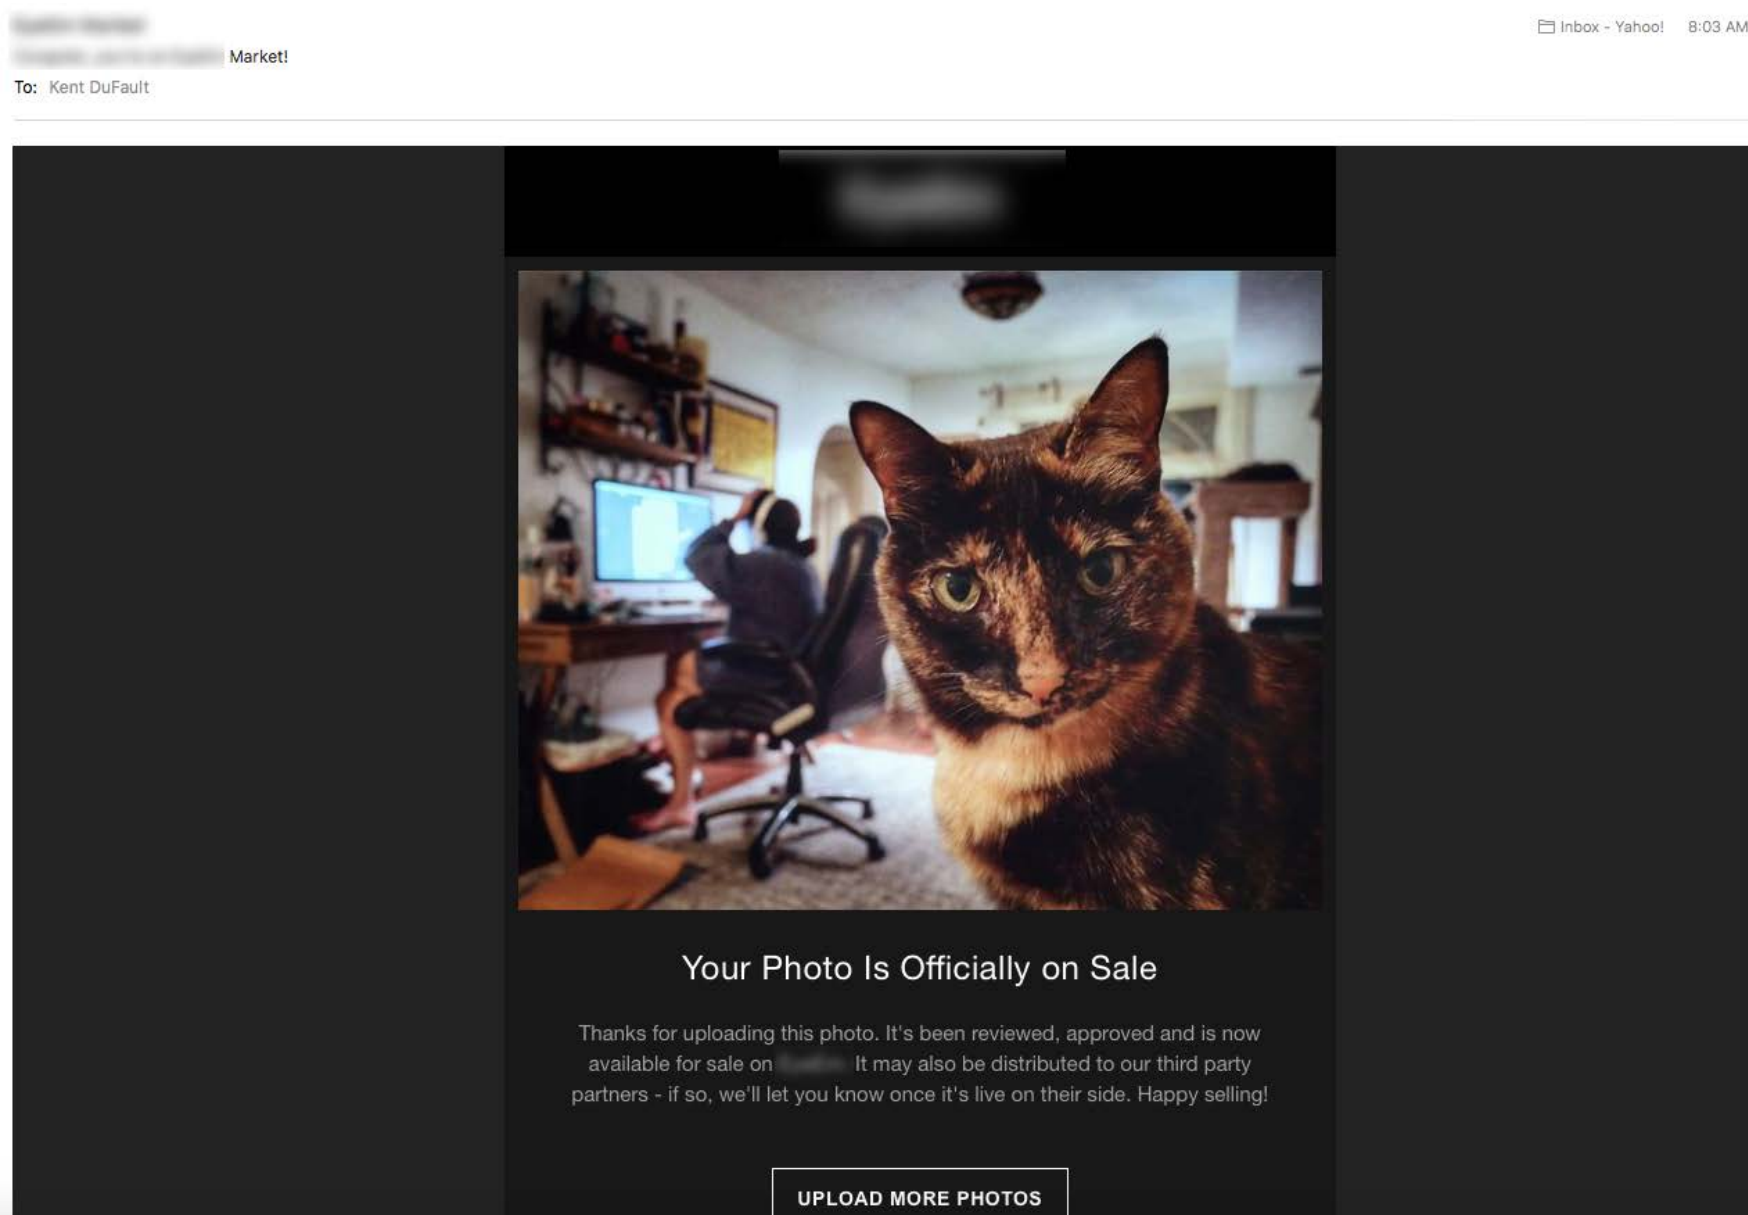 Inbox - Yahoo! 8:03 AM
Market!
To: Kent DuFault
Your Photo Is Officially on Sale
Thanks for uploading this photo. It's been reviewed, approved and is now
available for sale on It may also be distributed to our third party
partners - if so, we'll let you know once it's live on their side. Happy selling!
UPLOAD MORE PHOTOS